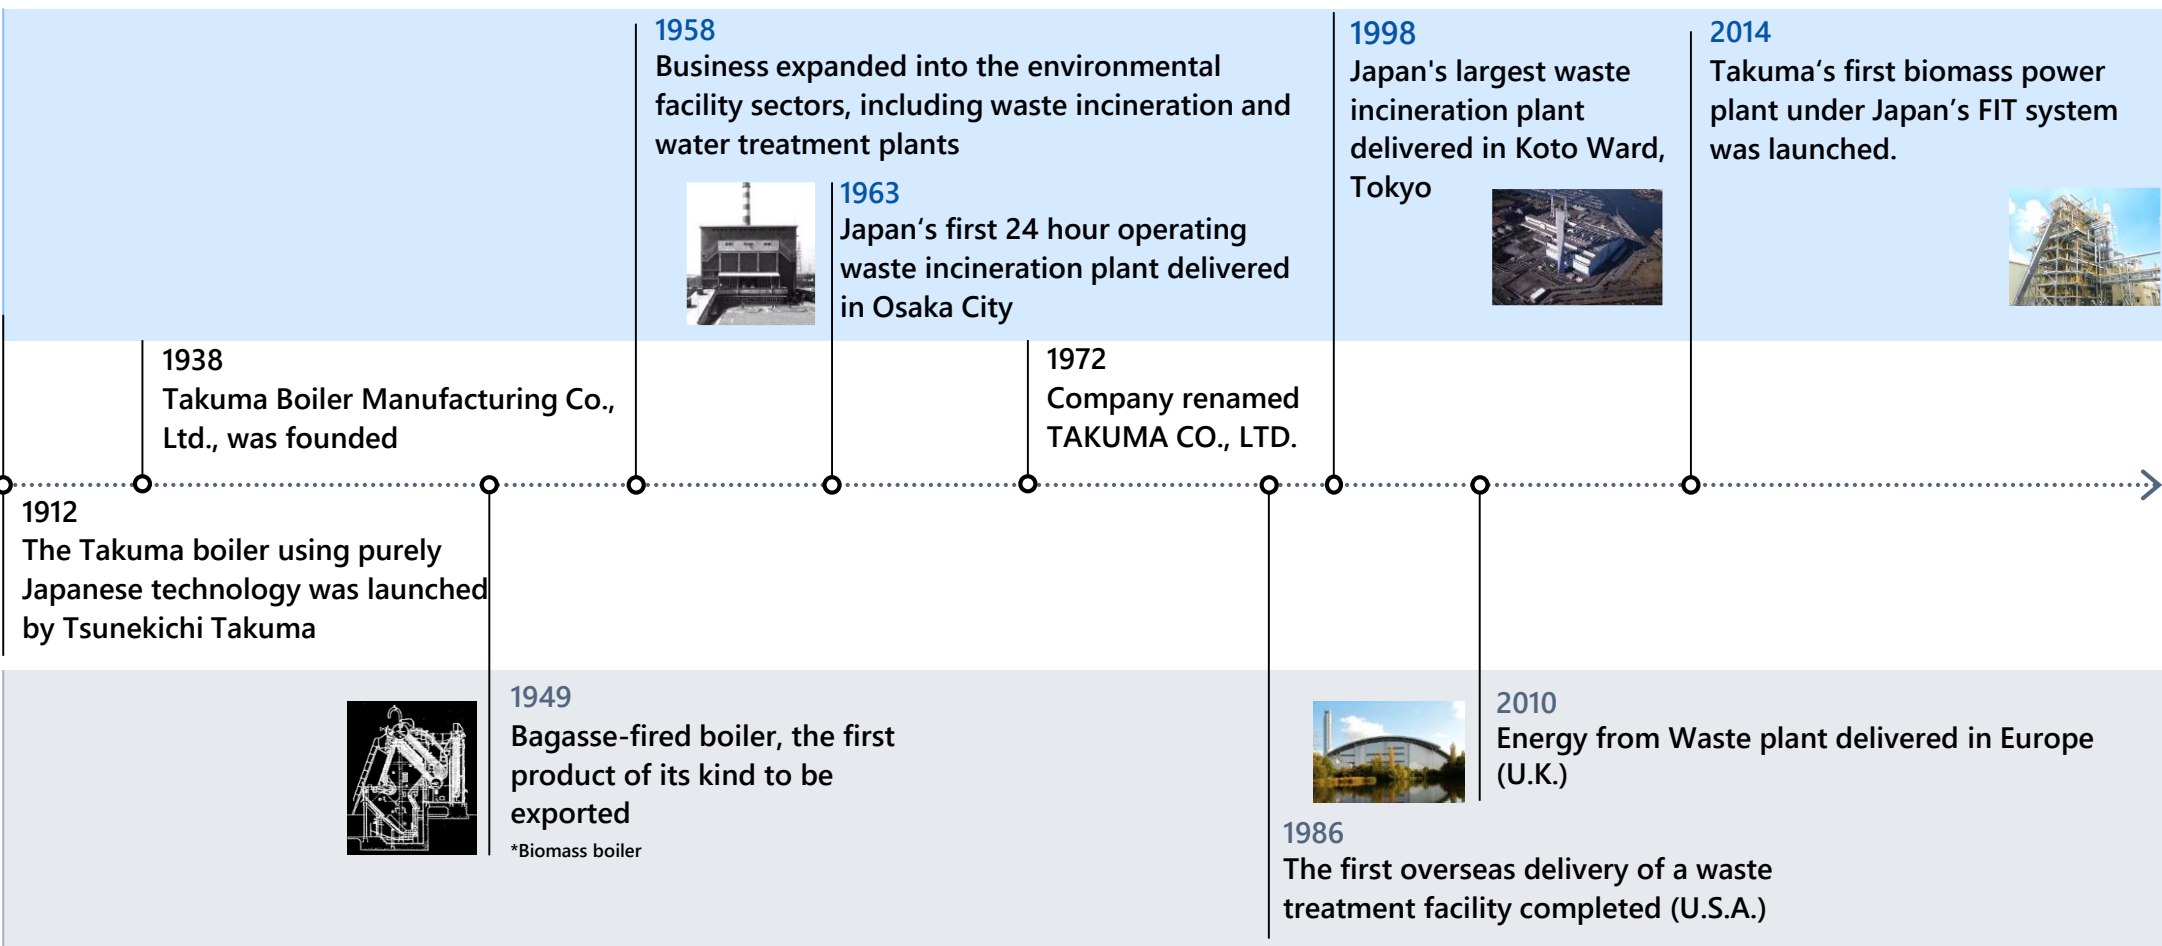 1958
Business expanded into the environmental
facility sectors, including waste incineration and
water treatment plants
1963
Japan‘s first 24 hour operating
waste incineration plant delivered
in Osaka City
1998
Japan's largest waste
incineration plant
delivered in Koto Ward,
Tokyo
2014
Takuma‘s first biomass power
plant under Japan’s FIT system
was launched.
1938
Takuma Boiler Manufacturing Co.,
Ltd., was founded
1972
Company renamed
TAKUMA CO., LTD.
1912
The Takuma boiler using purely
Japanese technology was launched
by Tsunekichi Takuma
1949
Bagasse-fired boiler, the first
product of its kind to be
exported
*Biomass boiler
2010
Energy from Waste plant delivered in Europe
(U.K.)
1986
The first overseas delivery of a waste
treatment facility completed (U.S.A.)